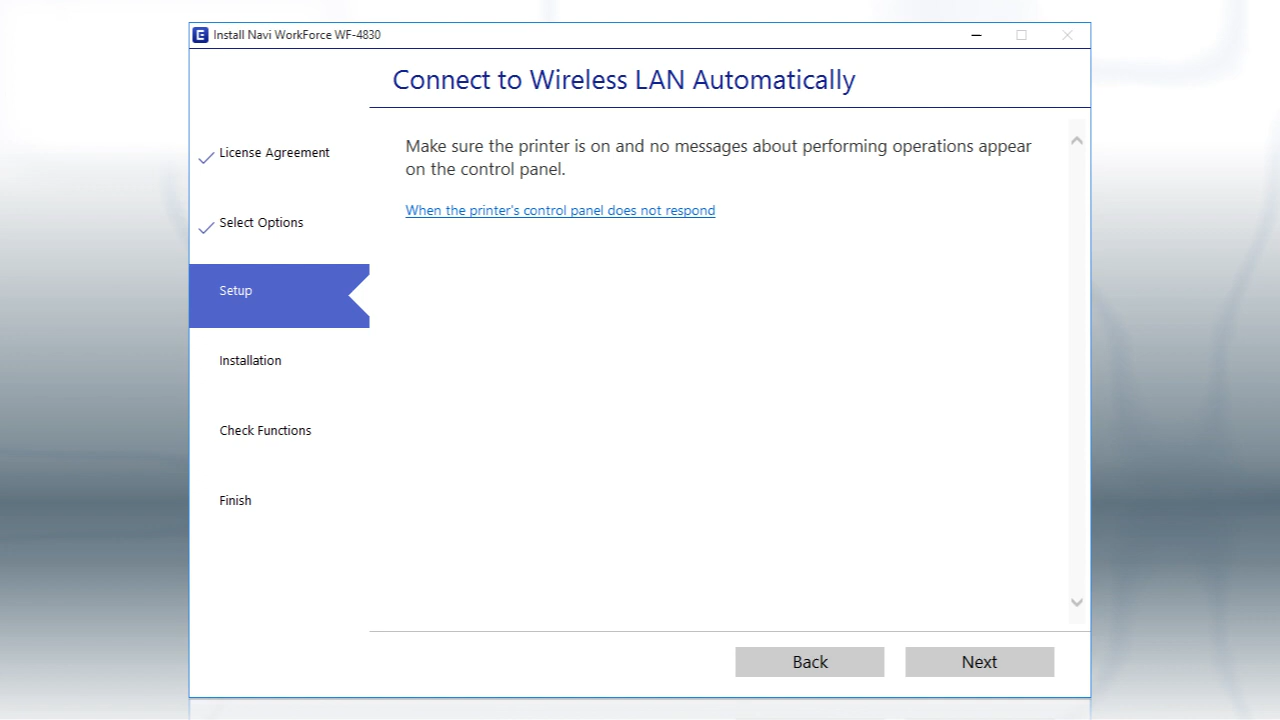 E Install Navi WorkForce WF-4830
Connect to Wireless LAN Automatically
License Agreement
Select Options
Setup
Installation
Check Functions
Finish
Make sure the printer is on and no messages about performing operations appear
on the control panel.
When the printer's control panel does not respond
Back
Next